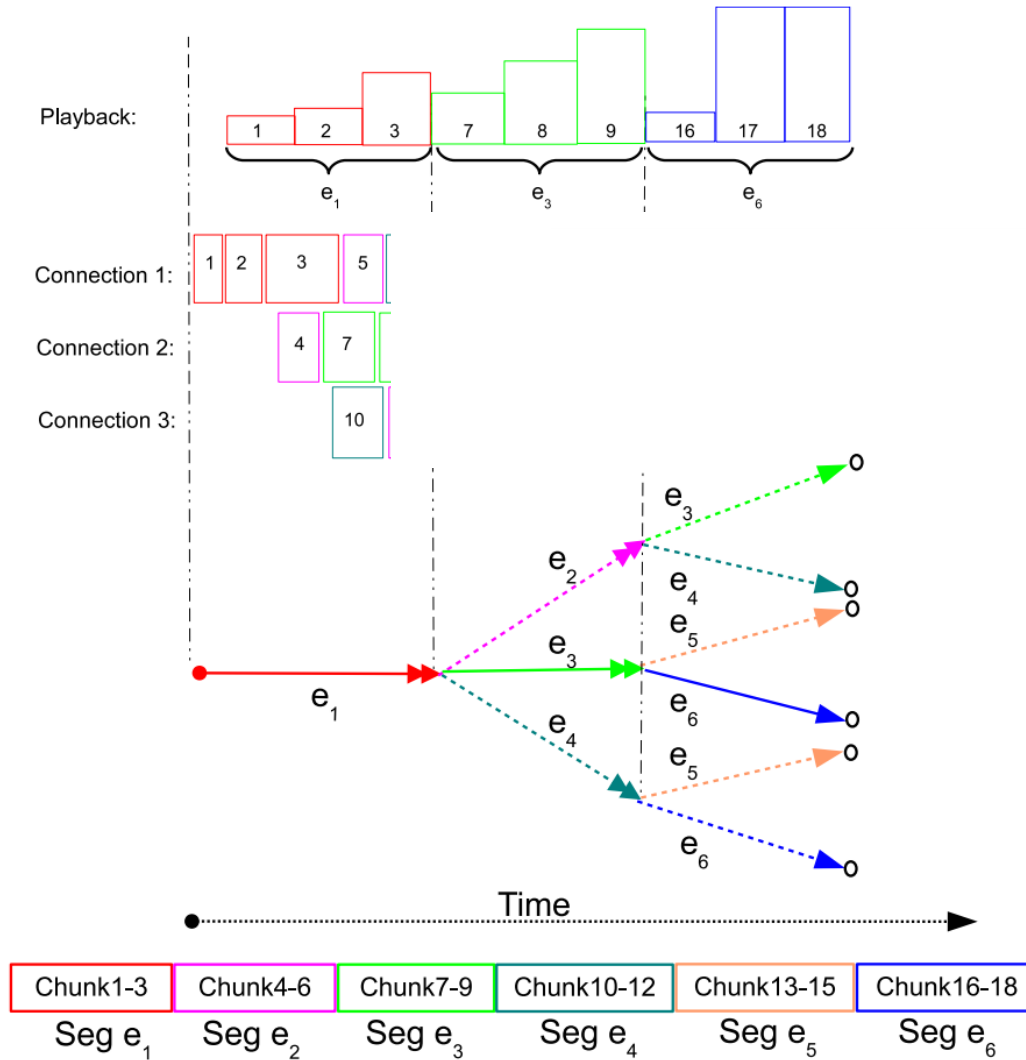 Playback:
1 2 3 7 8 9 16 17 18
e1 e3 e6
Connection 1: 1 2 3 5
Connection 2: 4 7
Connection 3: 10
e3
e2
e4
e3 e5
e1
e6
e4 e5
e6
Time
Chunk1-3 Chunk4-6 Chunk7-9 Chunk10-12 Chunk13-15 Chunk16-18
Seg e1 Seg e2 Seg e3 Seg e4 Seg e5 Seg e6